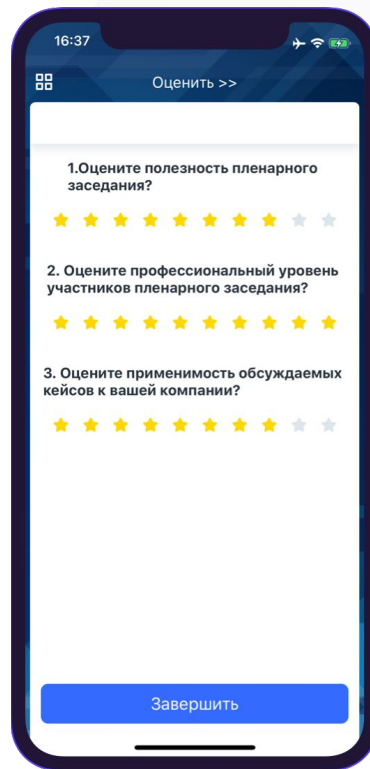 16:37
Оценить >>
1.Оцените полезность пленарного
заседания?
2. Оцените профессиональный уровень
участников пленарного заседания?
3. Оцените применимость обсуждаемых
кейсов к вашей компании?
Завершить